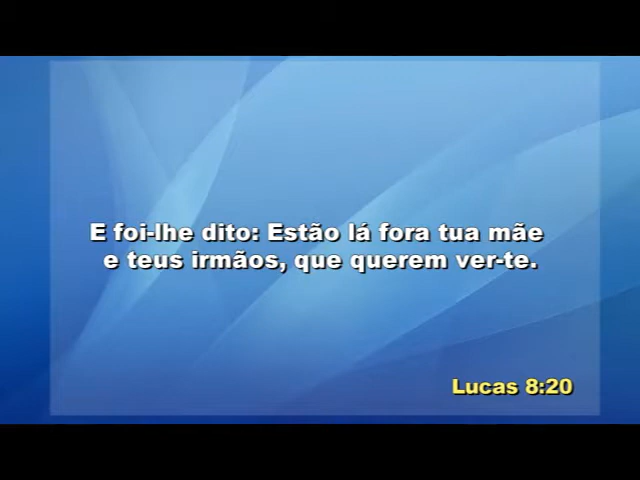 E foi-lhe dito: Estão lá fora tua mãe
e teus irmãos, que querem ver-te.
Lucas 8:20